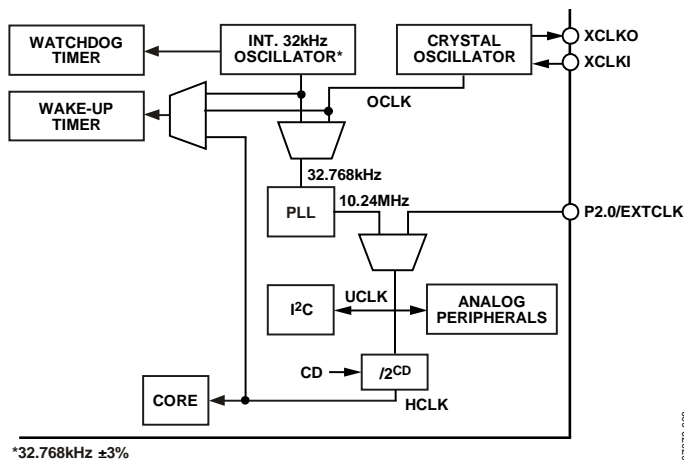 WATCHDOG
TIMER
INT. 32kHz
OSCILLATOR*
CRYSTAL
OSCILLATOR
XCLKO
XCLKI
WAKE-UP
TIMER
OCLK
32.768kHz
PLL
10.24MHz
P2.0/EXTCLK
I2C
UCLK
ANALOG
PERIPHERALS
CD
/2CD
CORE
HCLK
*32.768kHz ±3%